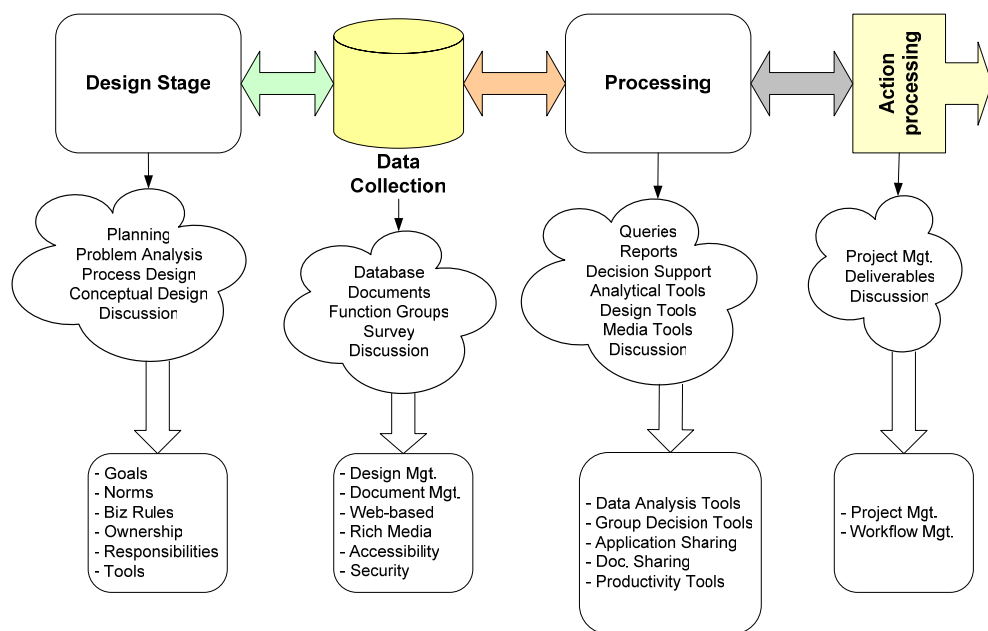 Design Stage
Data
Collection
Processing
Action
processing
Planning
Problem Analysis
Process Design
Conceptual Design
Discussion
Database
Documents
Function Groups
Survey
Discussion
Queries
Reports
Decision Support
Analytical Tools
Design Tools
Media Tools
Discussion
Project Mgt.
Deliverables
Discussion
- Goals
- Norms
- Biz Rules
- Ownership
- Responsibilities
- Tools
- Design Mgt.
- Document Mgt.
- Web-based
- Rich Media
- Accessibility
- Security
- Data Analysis Tools
- Group Decision Tools
- Application Sharing
- Doc. Sharing
- Productivity Tools
- Project Mgt.
- Workflow Mgt.